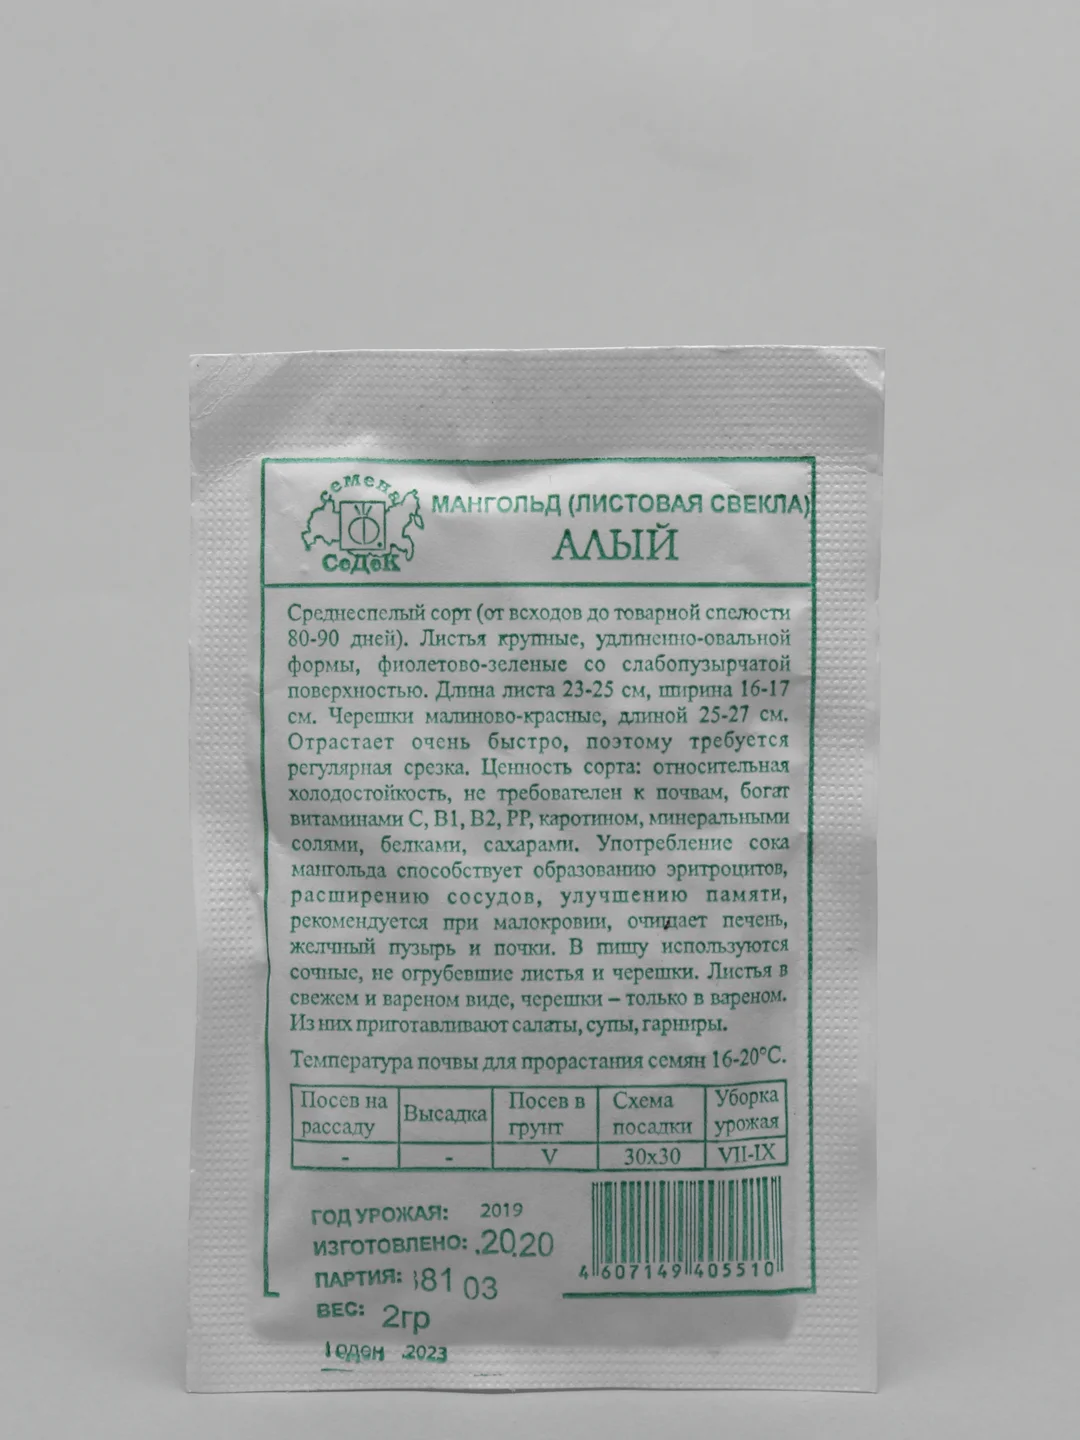 семена
СеДеК
МАНГОЛЬД (ЛИСТОВАЯ СВЕКЛА)
АЛЫЙ
Среднеспелый сорт (от всходов до товарной спелости
80-90 дней). Листья крупные, удлиненно-овальной
формы, фиолетово-зеленые со слабопузырчатой
поверхностью. Длина листа 23-25 см, ширина 16-17
см. Черешки малиново-красные, длиной 25-27 см.
Отрастает очень быстро, поэтому требуется
регулярная срезка. Ценность сорта: относительная
холодостойкость, не требователен к почвам, богат
витаминами С, В1, В2, РР, каротином, минеральными
солями, белками, сахарами. Употребление сока
мангольда способствует образованию эритроцитов,
расширению сосудов, улучшению памяти,
рекомендуется при малокровии, очищает печень,
желчный пузырь и почки. В пищу используются
сочные, не огрубевшие листья и черешки. Листья в
свежем и вареном виде, черешки – только в вареном.
Из них приготавливают салаты, супы, гарниры.
Температура почвы для прорастания семян 16-20°С.
Посев на рассаду Высадка Посев в грунт Схема посадки Уборка урожая
- - V 30х30 VII-IX
ГОД УРОЖАЯ: 2019
ИЗГОТОВЛЕНО: .20.20
ПАРТИЯ: 81 03
ВЕС: 2гр
2023
4 607149 405510